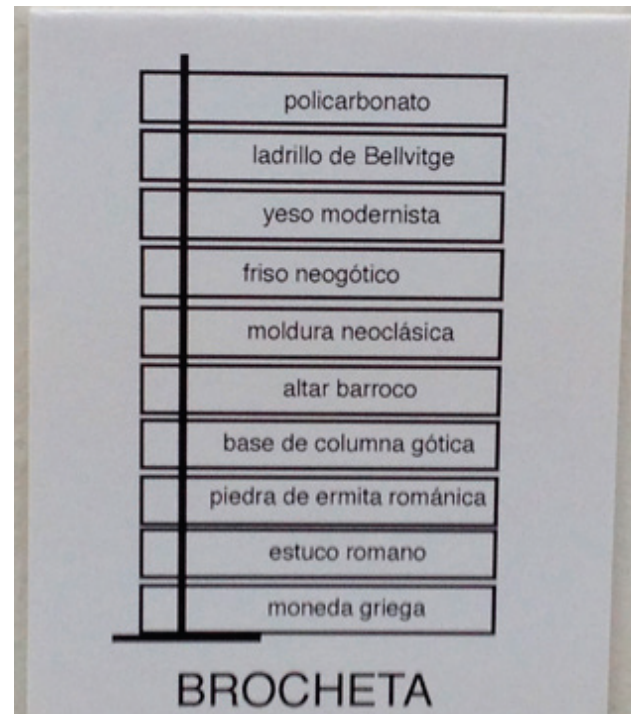 policarbonato
ladrillo de Bellvitge
yeso modernista
friso neogótico
moldura neoclásica
altar barroco
base de columna gótica
piedra de ermita románica
estuco romano
moneda griega
BROCHETA